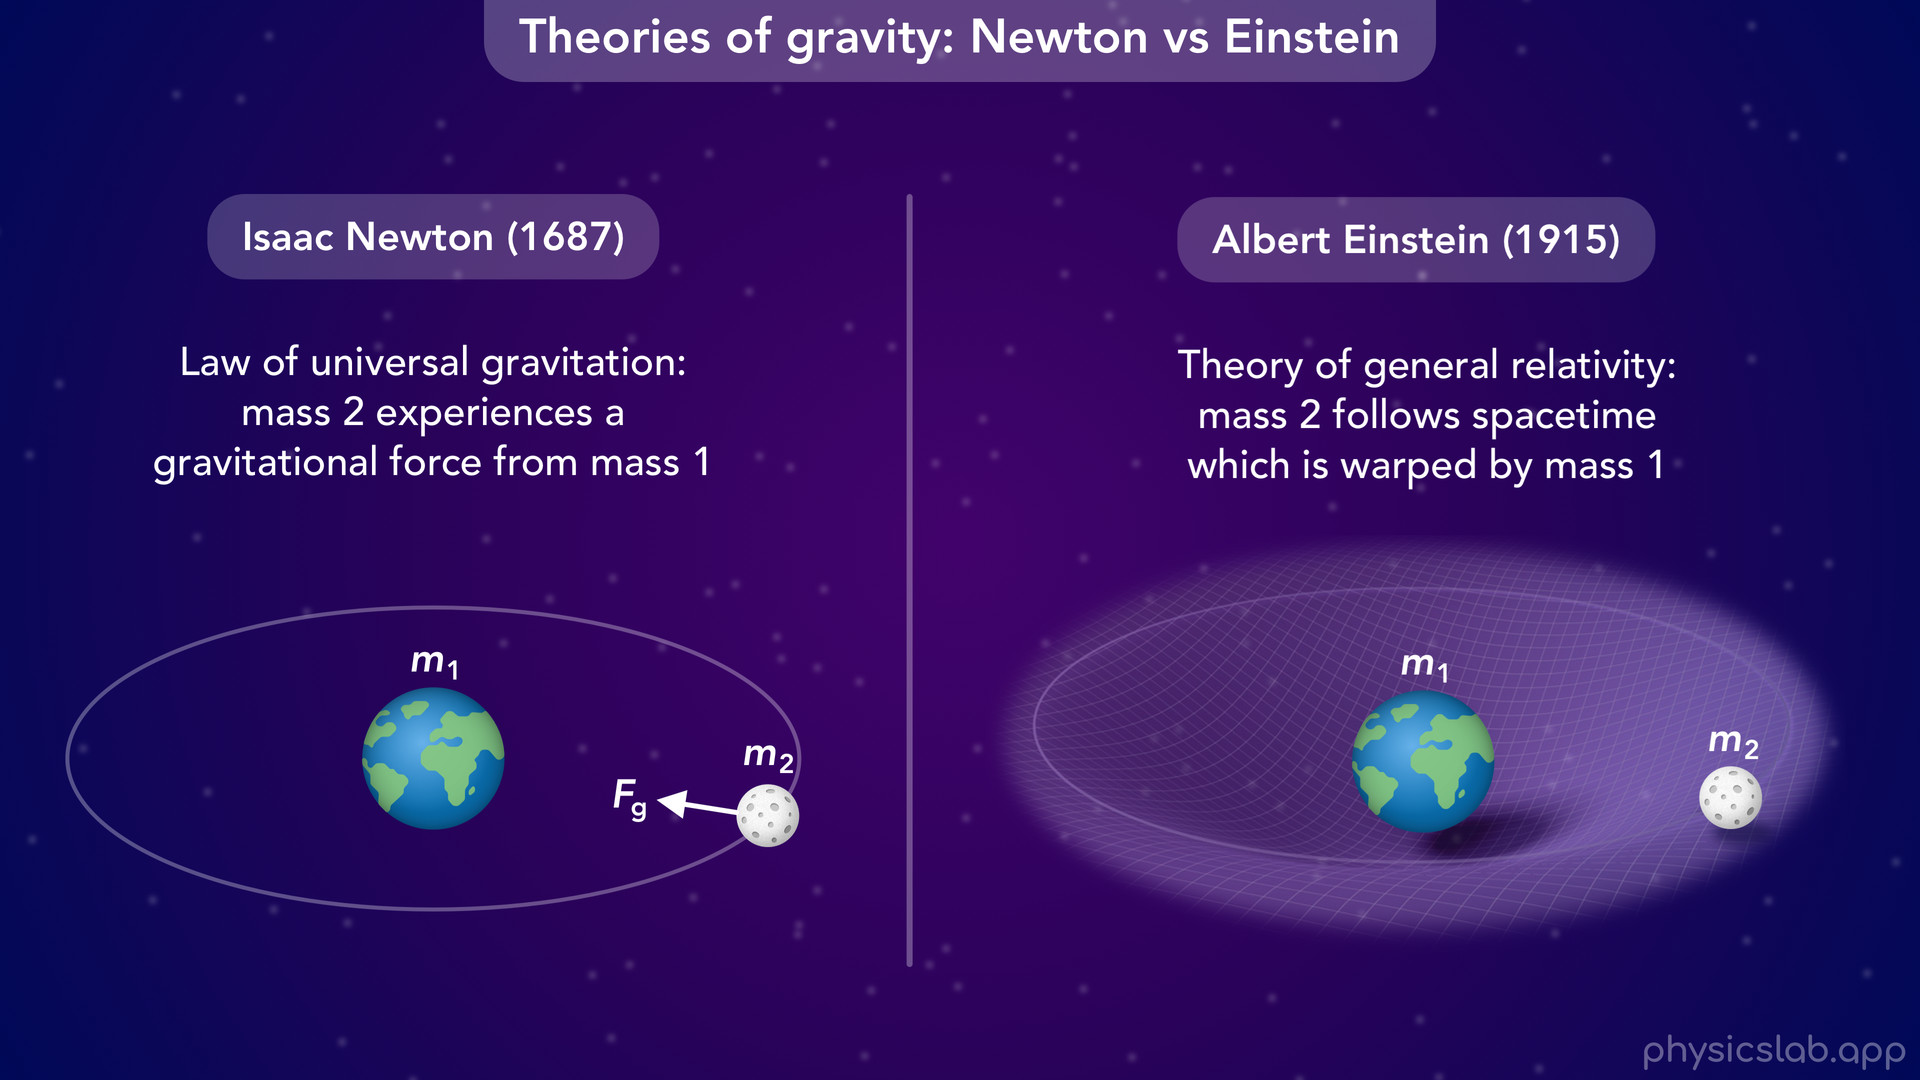 Theories of gravity: Newton vs Einstein
Isaac Newton (1687)
Law of universal gravitation:
mass 2 experiences a
gravitational force from mass 1
m₁
m₂
Fg
Albert Einstein (1915)
Theory of general relativity:
mass 2 follows spacetime
which is warped by mass 1
m₁
m₂
physicslab.app